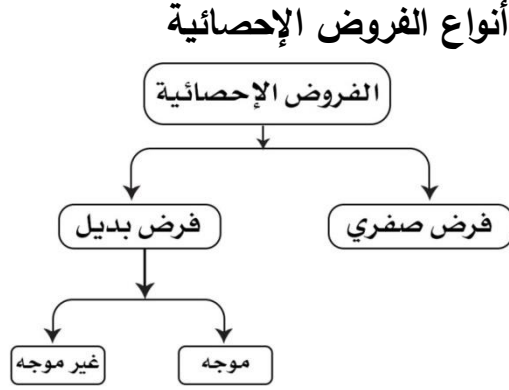 أنواع الفروض الإحصائية
الفروض الإحصائية
فرض صفري
فرض بديل
موجه
غير موجه